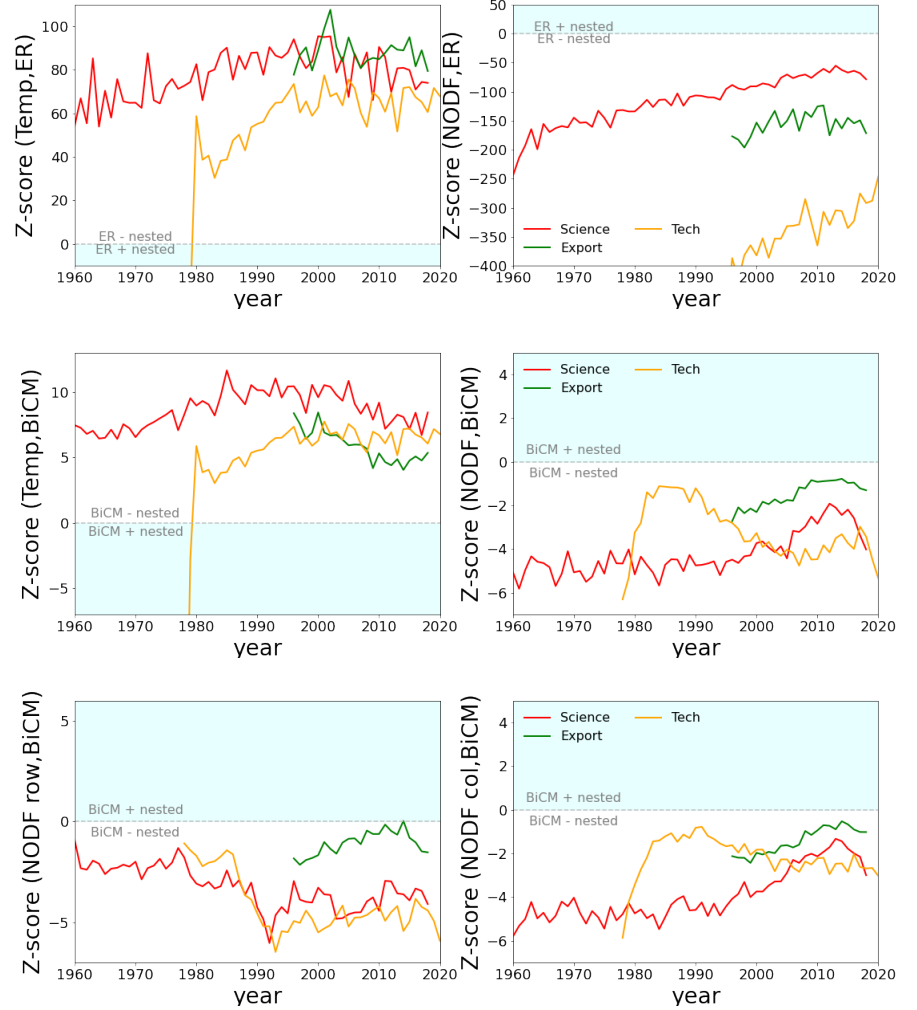 Z-score (Temp,ER)
100
80
60
40
20
0
ER - nested
ER + nested
1960 1970 1980 1990 2000 2010 2020
year
Z-score (NODF,ER)
50
0
−50
−100
−150
−200
−250
−300
−350
−400
ER + nested
ER - nested
Science Tech
Export
1960 1970 1980 1990 2000 2010 2020
year
Z-score (Temp,BiCM)
10
5
0
−5
BiCM - nested
BiCM + nested
1960 1970 1980 1990 2000 2010 2020
year
Z-score (NODF,BiCM)
4
2
0
−2
−4
−6
Science Tech
Export
BiCM + nested
BiCM - nested
1960 1970 1980 1990 2000 2010 2020
year
Z-score (NODF row,BiCM)
5
0
−5
BiCM + nested
BiCM - nested
1960 1970 1980 1990 2000 2010 2020
year
Z-score (NODF col,BiCM)
4
2
0
−2
−4
−6
Science Tech
Export
BiCM + nested
BiCM - nested
1960 1970 1980 1990 2000 2010 2020
year